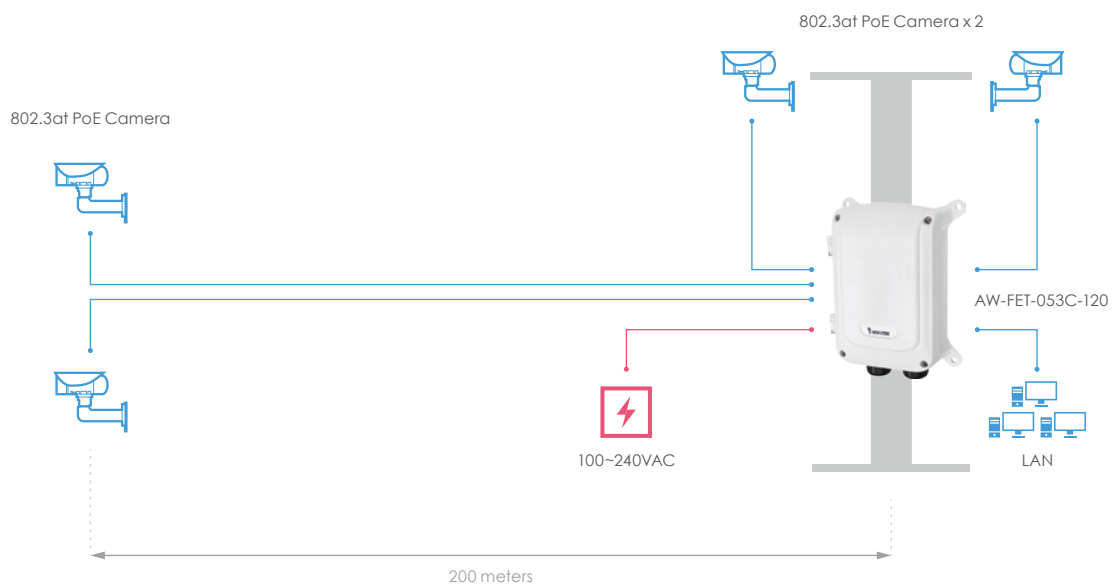 802.3at PoE Camera x 2
802.3at PoE Camera
AW-FET-053C-120
100~240VAC
LAN
200 meters